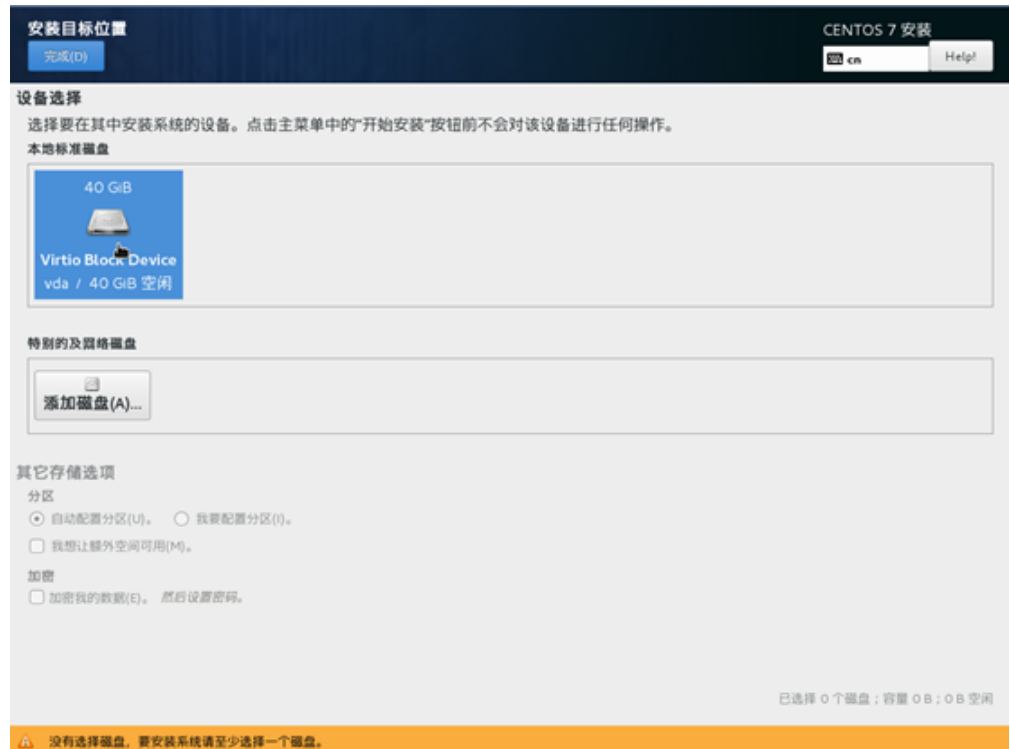 安装目标位置
CENTOS 7 安装
完成(D)
cn
Help!
设备选择
选择要在其中安装系统的设备。点击主菜单中的"开始安装"按钮前不会对该设备进行任何操作。
本地标准磁盘
40 GiB
Virtio Block Device
vda / 40 GiB 空闲
特别的及网络磁盘
添加磁盘(A)...
其它存储选项
分区
自动配置分区(U)。 我要配置分区(I)。
我想让额外空间可用(M)。
加密
加密我的数据(E)。 然后设置密码。
已选择 0 个磁盘；容量 0 B；0 B 空闲
没有选择磁盘，要安装系统请至少选择一个磁盘。